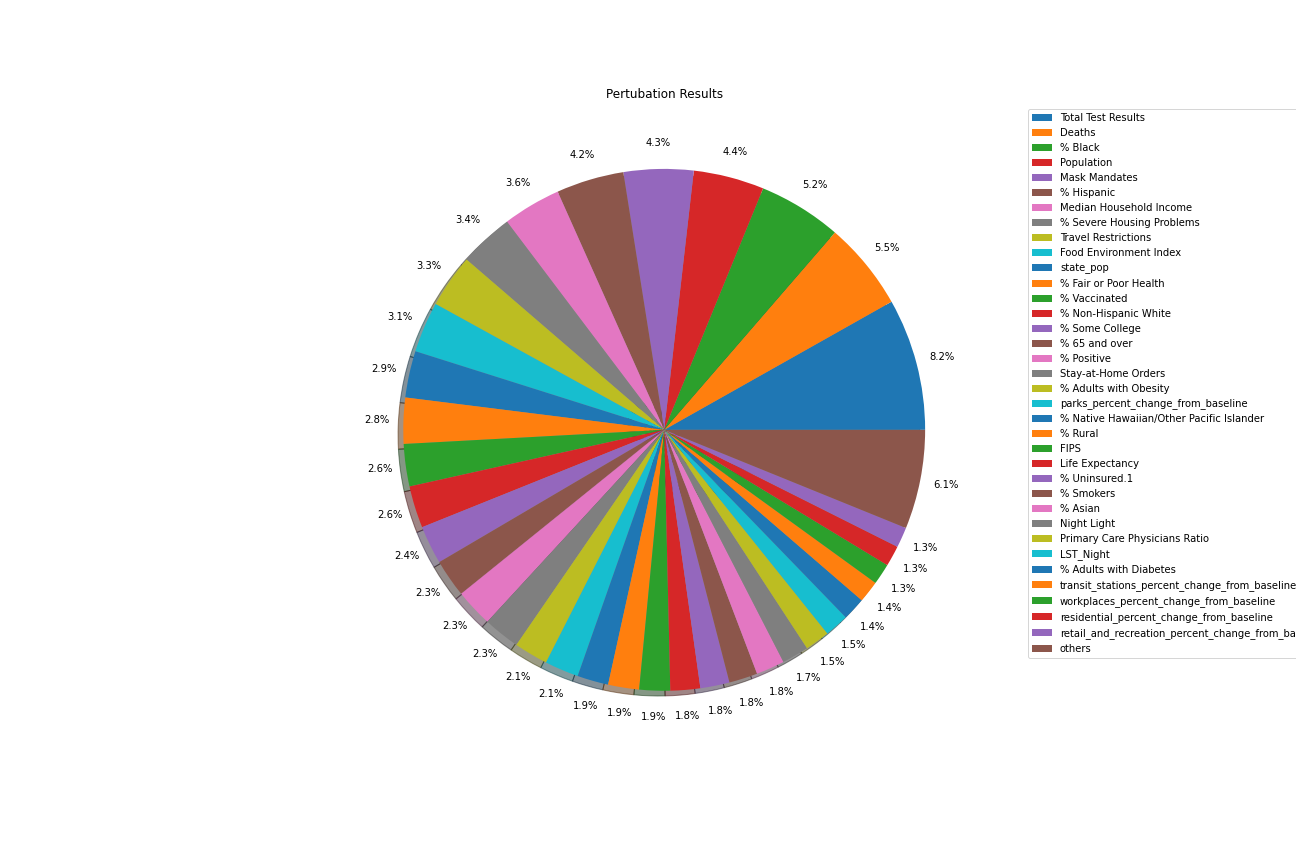 Pertubation Results
8.2%
5.5%
5.2%
4.4%
4.3%
4.2%
3.6%
3.4%
3.3%
3.1%
2.9%
2.8%
2.6%
2.6%
2.4%
2.3%
2.3%
2.3%
2.1%
2.1%
1.9%
1.9%
1.9%
1.8%
1.8%
1.8%
1.8%
1.7%
1.5%
1.5%
1.4%
1.4%
1.3%
1.3%
1.3%
6.1%
Total Test Results
Deaths
% Black
Population
Mask Mandates
% Hispanic
Median Household Income
% Severe Housing Problems
Travel Restrictions
Food Environment Index
state_pop
% Fair or Poor Health
% Vaccinated
% Non-Hispanic White
% Some College
% 65 and over
% Positive
Stay-at-Home Orders
% Adults with Obesity
parks_percent_change_from_baseline
% Native Hawaiian/Other Pacific Islander
% Rural
FIPS
Life Expectancy
% Uninsured.1
% Smokers
% Asian
Night Light
Primary Care Physicians Ratio
LST_Night
% Adults with Diabetes
transit_stations_percent_change_from_baseline
workplaces_percent_change_from_baseline
residential_percent_change_from_baseline
retail_and_recreation_percent_change_from_ba
others